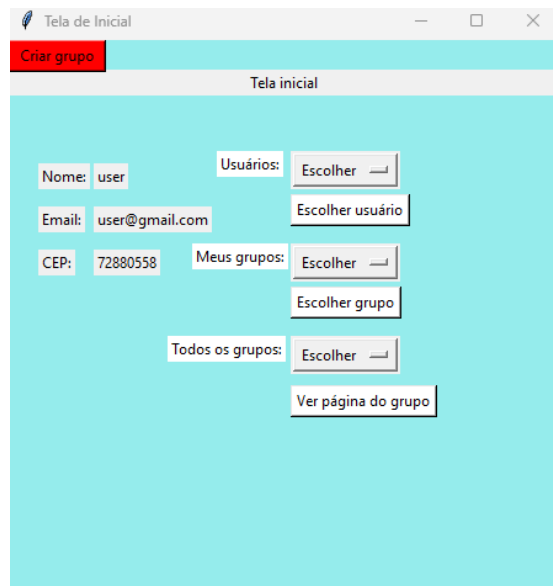 Tela de Inicial
Criar grupo
Tela inicial
Usuários: Escolher
Nome: user
Escolher usuário
Email: user@gmail.com
Meus grupos: Escolher
CEP: 72880558
Escolher grupo
Todos os grupos: Escolher
Ver página do grupo